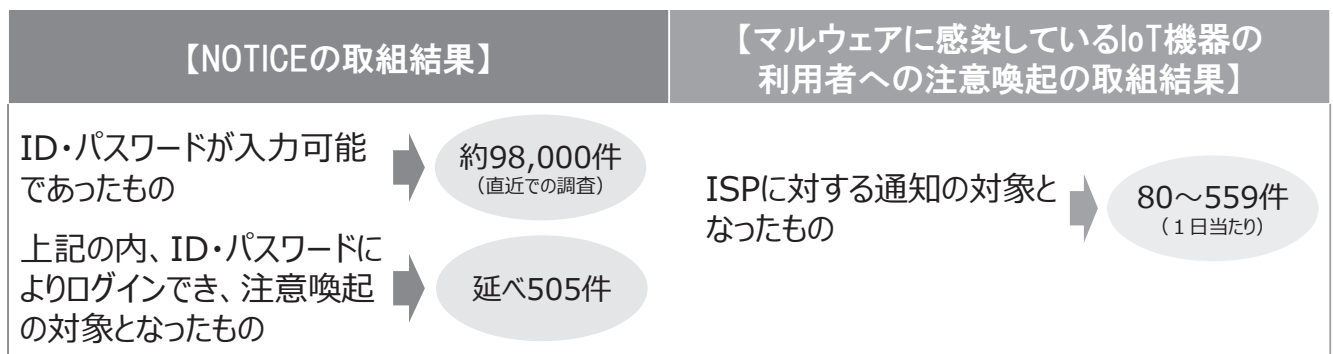 【NOTICEの取組結果】
ID・パスワードが入力可能
であったもの
約98,000件
（直近での調査）
上記の内、ID・パスワードに
よりログインでき、注意喚起
の対象となったもの
延べ505件
【マルウェアに感染しているIoT機器の
利用者への注意喚起の取組結果】
ISPに対する通知の対象と
なったもの
80～559件
（１日当たり）